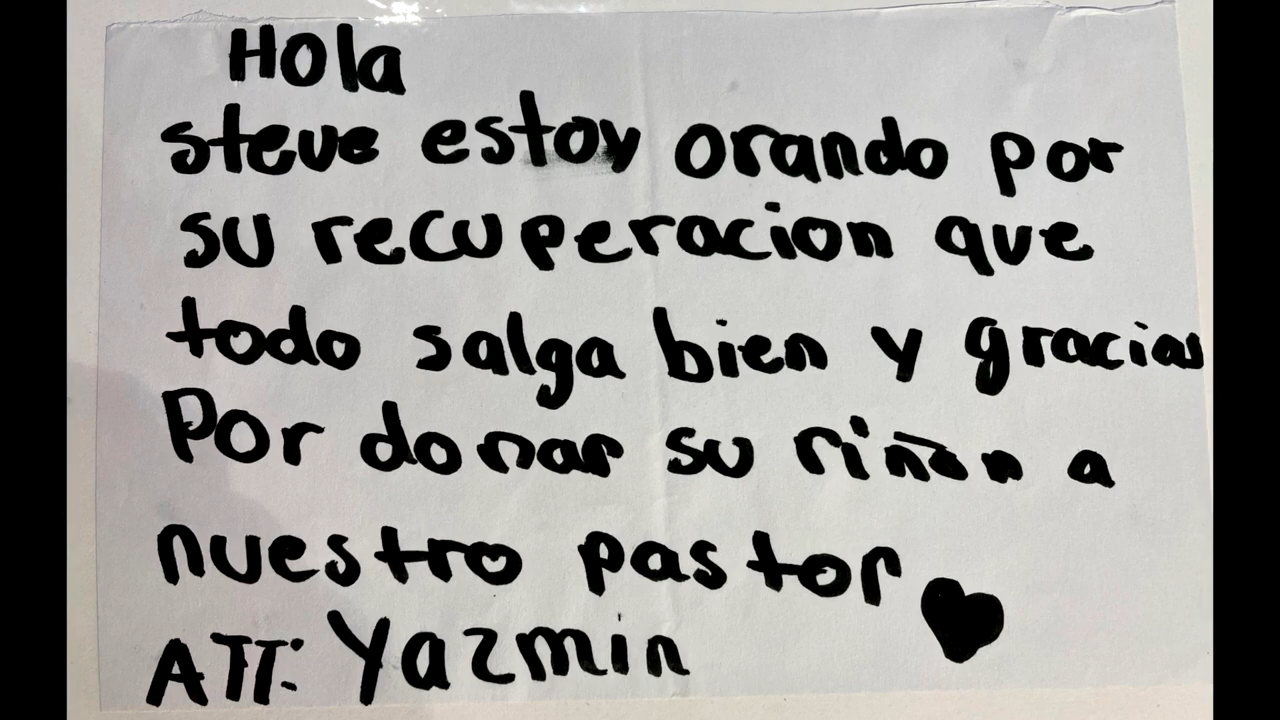 Hola
steve estoy orando por
su recuperacion que
todo salga bien y gracias
Por donar su riñon a
nuestro pastor
ATT: Yazmin